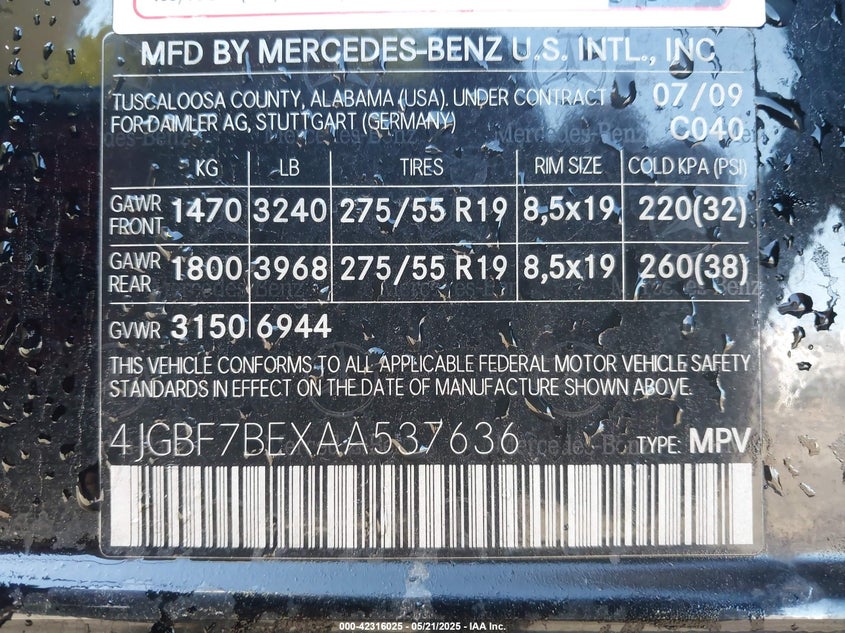 MFD BY MERCEDES-BENZ U.S. INTL., INC
TUSCALOOSA COUNTY, ALABAMA (USA). UNDER CONTRACT 07/09
FOR DAIMLER AG, STUTTGART (GERMANY) C040
KG LB TIRES RIM SIZE COLD KPA (PSI)
GAWR FRONT 1470 3240 275/55 R19 8,5x19 220(32)
GAWR REAR 1800 3968 275/55 R19 8,5x19 260(38)
GVWR 3150 6944
THIS VEHICLE CONFORMS TO ALL APPLICABLE FEDERAL MOTOR VEHICLE SAFETY
STANDARDS IN EFFECT ON THE DATE OF MANUFACTURE SHOWN ABOVE.
4JGBF7BEXAA537636 TYPE: MPV
000-42316025 - 05/21/2025 - IAA Inc.